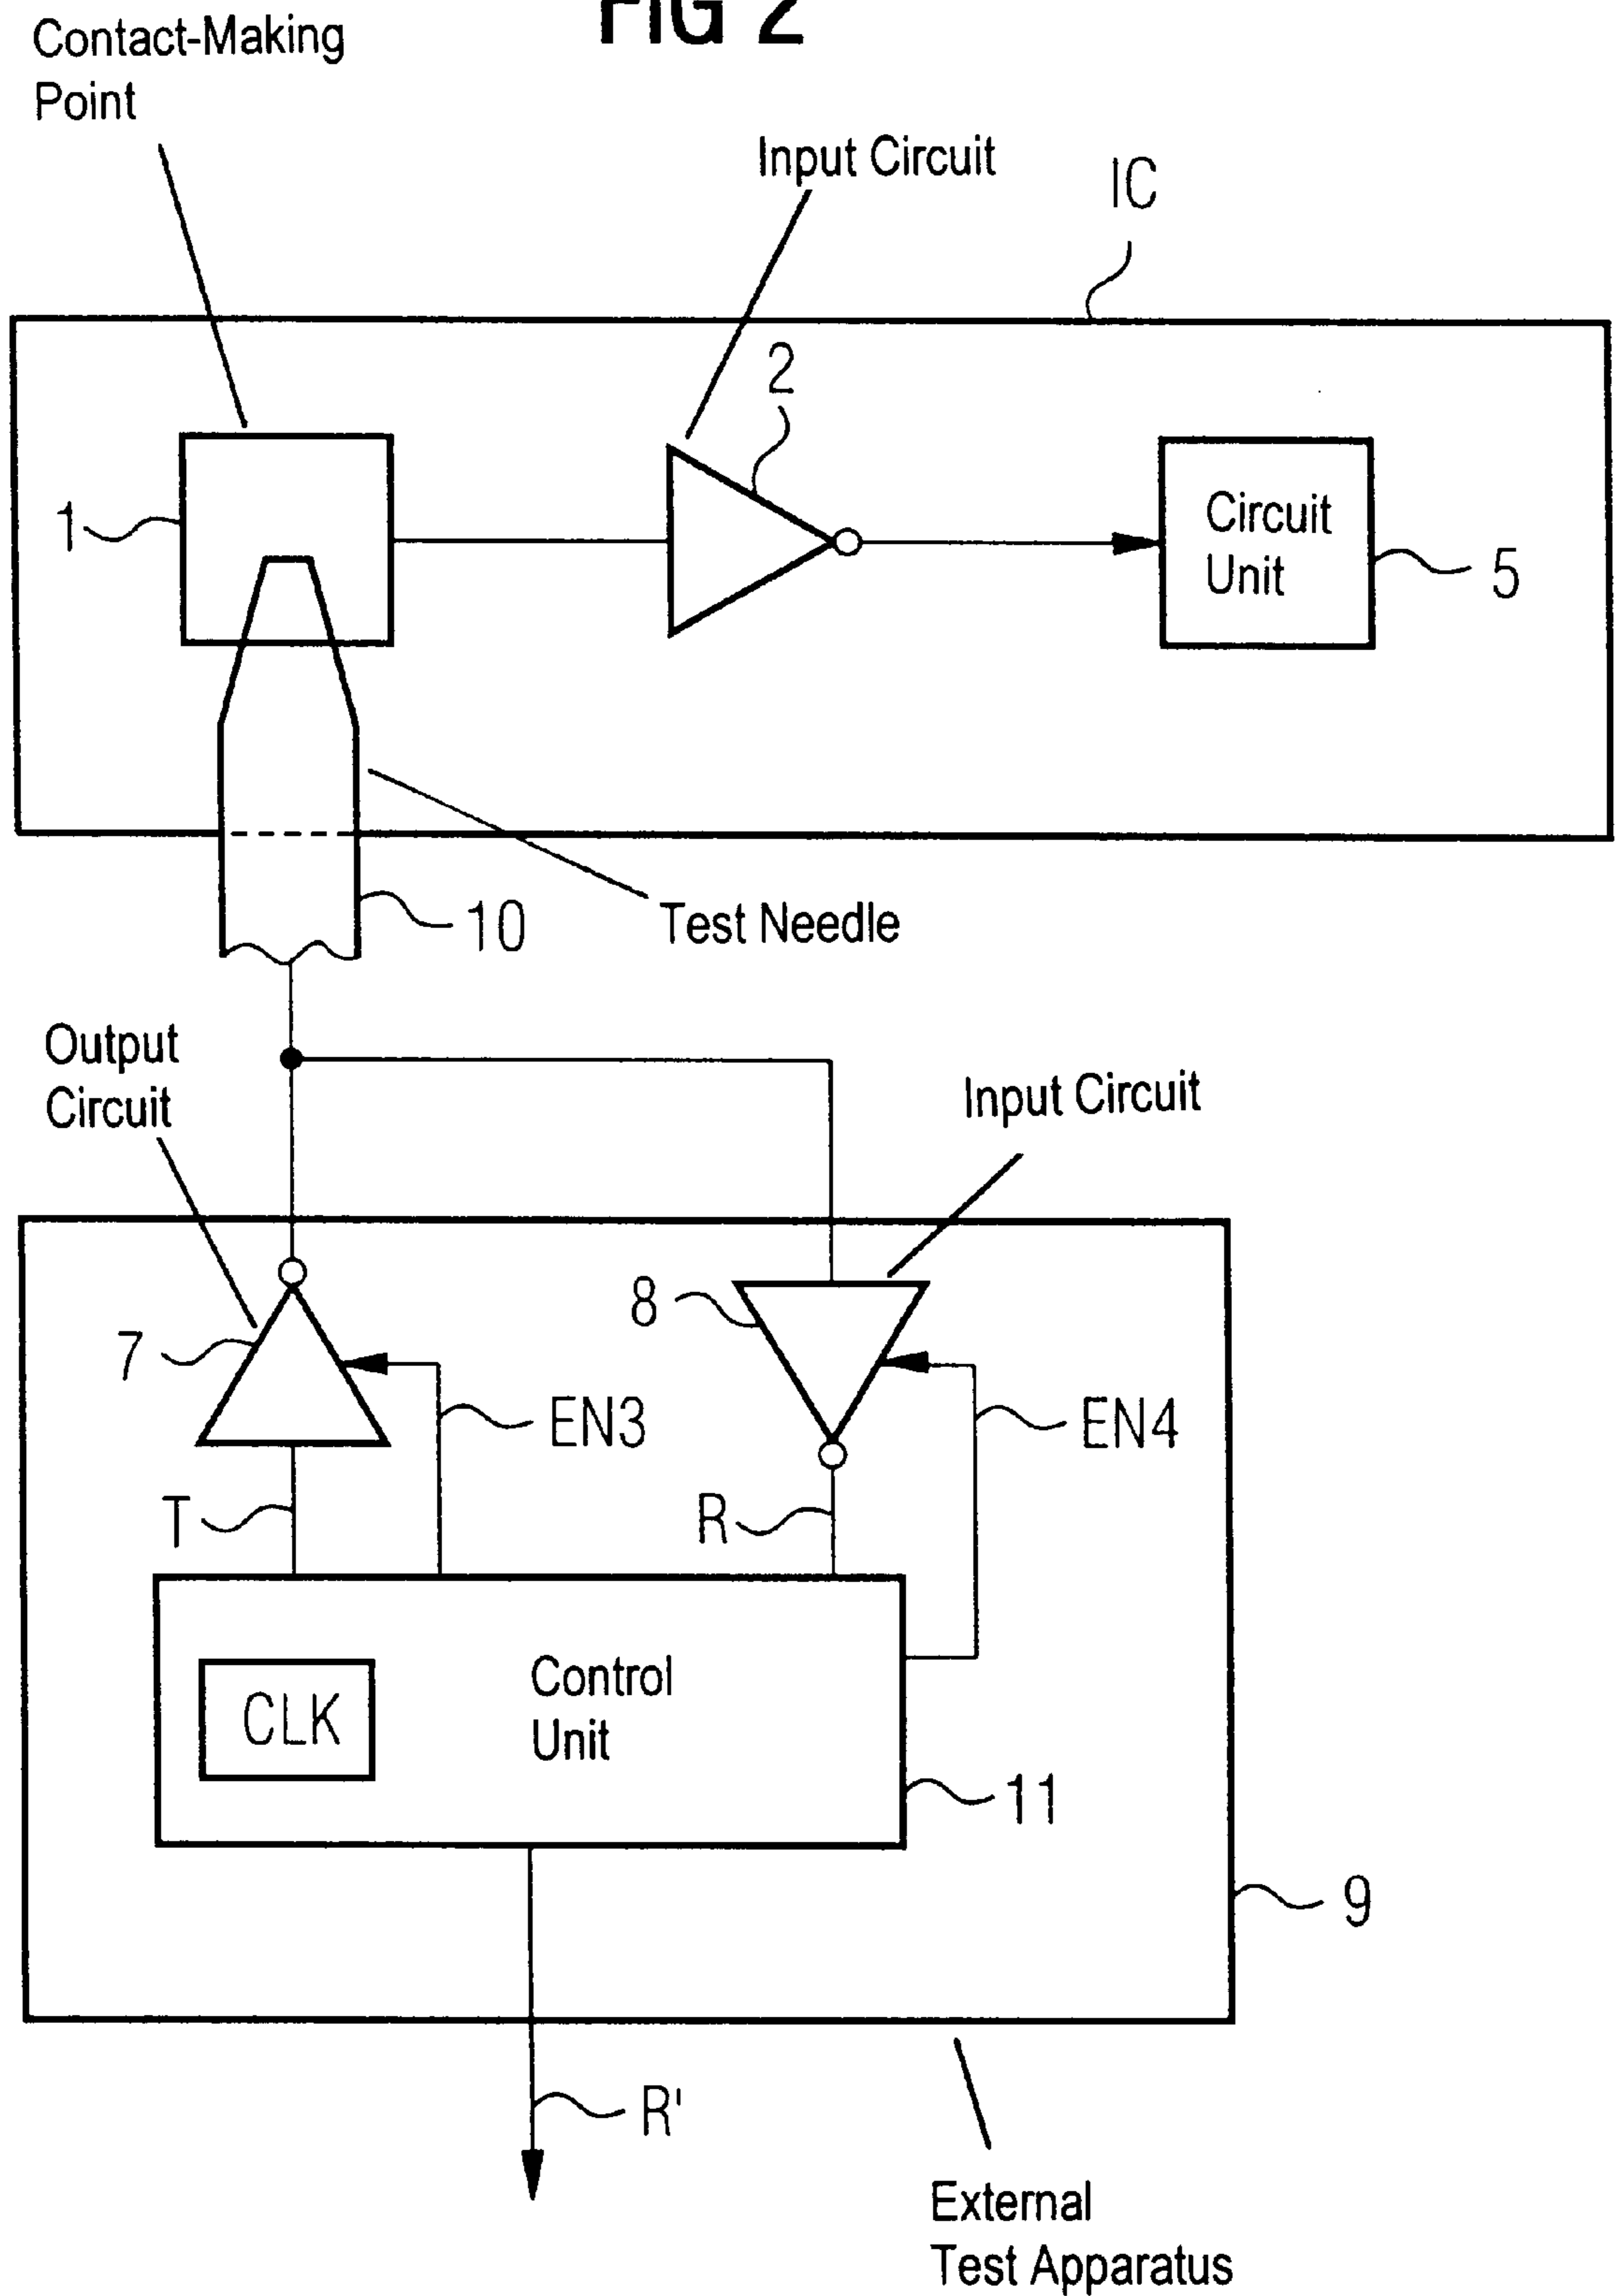 FIG 2
Contact-Making
Point
Input Circuit
IC
2
1
Circuit
Unit
5
10
Test Needle
Output
Circuit
Input Circuit
8
7
EN3
EN4
T
R
Control
Unit
CLK
11
9
R'
External
Test Apparatus